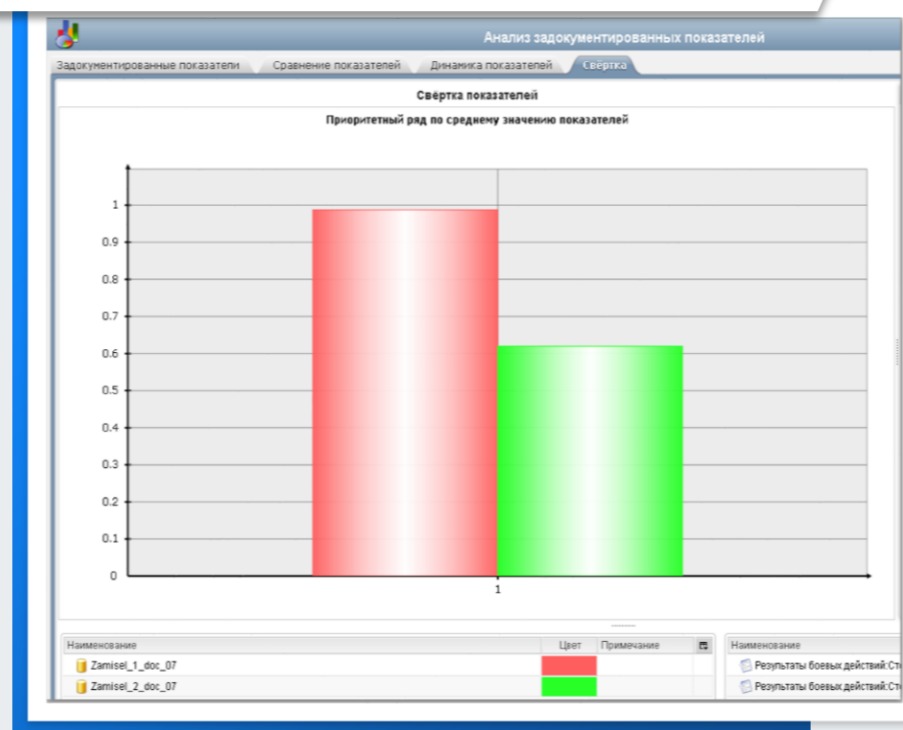 Анализ задокументированных показателей
Задокументированные показатели Сравнение показателей Динамика показателей Свёртка
Свёртка показателей
Приоритетный ряд по среднему значению показателей
1
0.9
0.8
0.7
0.6
0.5
0.4
0.3
0.2
0.1
0
1
Наименование Цвет Примечание Наименование
Zamisel_1_doc_07 Результаты боевых действий:Ст
Zamisel_2_doc_07 Результаты боевых действий:Ст